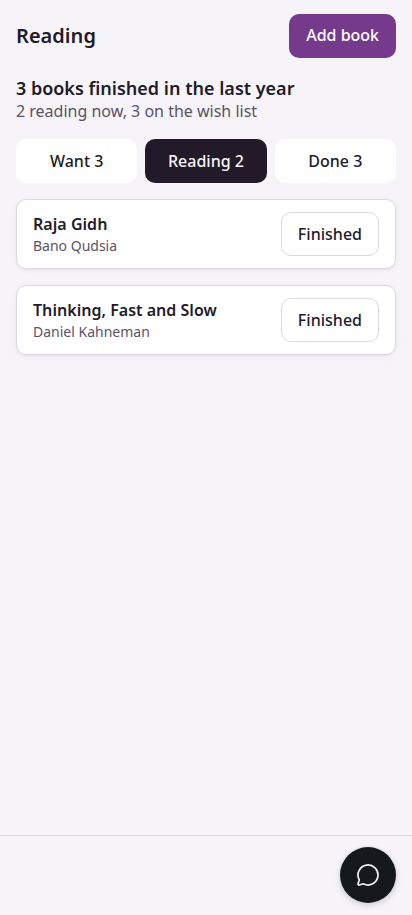 Reading
Add book
3 books finished in the last year
2 reading now, 3 on the wish list
Want 3
Reading 2
Done 3
Raja Gidh
Bano Qudsia
Finished
Thinking, Fast and Slow
Daniel Kahneman
Finished